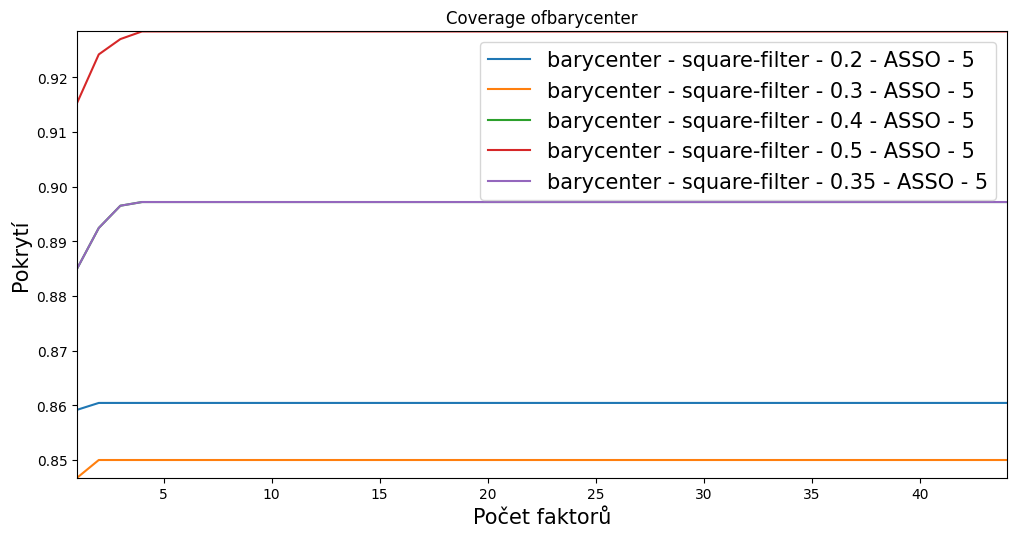 Coverage ofbarycenter
barycenter - square-filter - 0.2 - ASSO - 5
barycenter - square-filter - 0.3 - ASSO - 5
barycenter - square-filter - 0.4 - ASSO - 5
barycenter - square-filter - 0.5 - ASSO - 5
barycenter - square-filter - 0.35 - ASSO - 5
Pokrytí
0.92
0.91
0.90
0.89
0.88
0.87
0.86
0.85
5 10 15 20 25 30 35 40
Počet faktorů